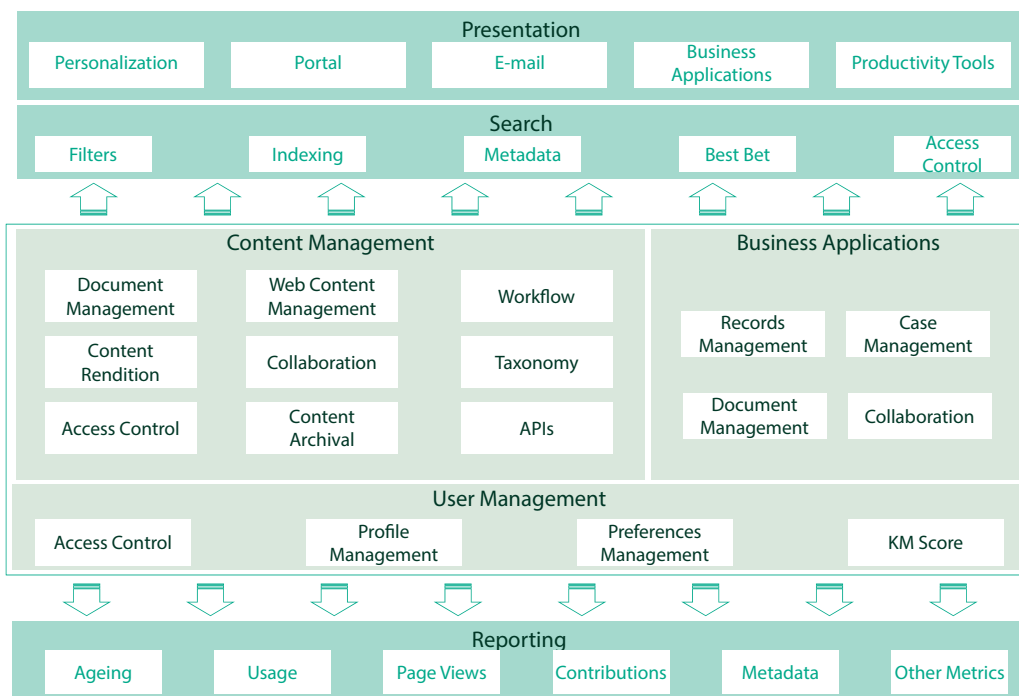 Presentation
Personalization
Portal
E-mail
Business
Applications
Productivity Tools
Search
Filters
Indexing
Metadata
Best Bet
Access
Control
Content Management
Document
Management
Web Content
Management
Workflow
Content
Rendition
Collaboration
Taxonomy
Access Control
Content
Archival
APIs
Business Applications
Records
Management
Case
Management
Document
Management
Collaboration
User Management
Access Control
Profile
Management
Preferences
Management
KM Score
Reporting
Ageing
Usage
Page Views
Contributions
Metadata
Other Metrics